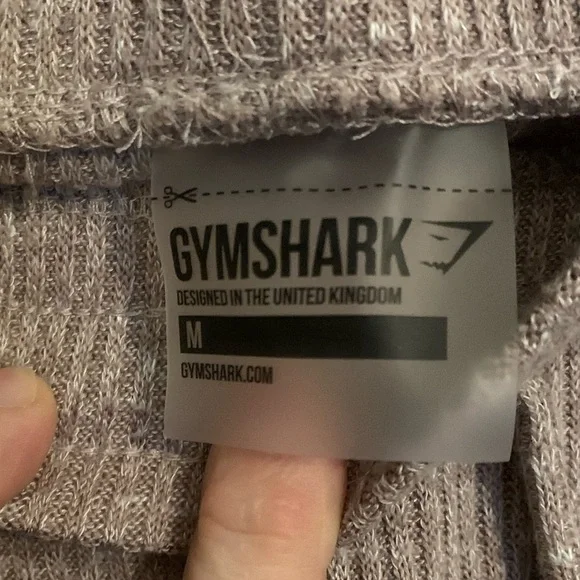 GYMSHARK
DESIGNED IN THE UNITED KINGDOM
M
GYMSHARK.COM